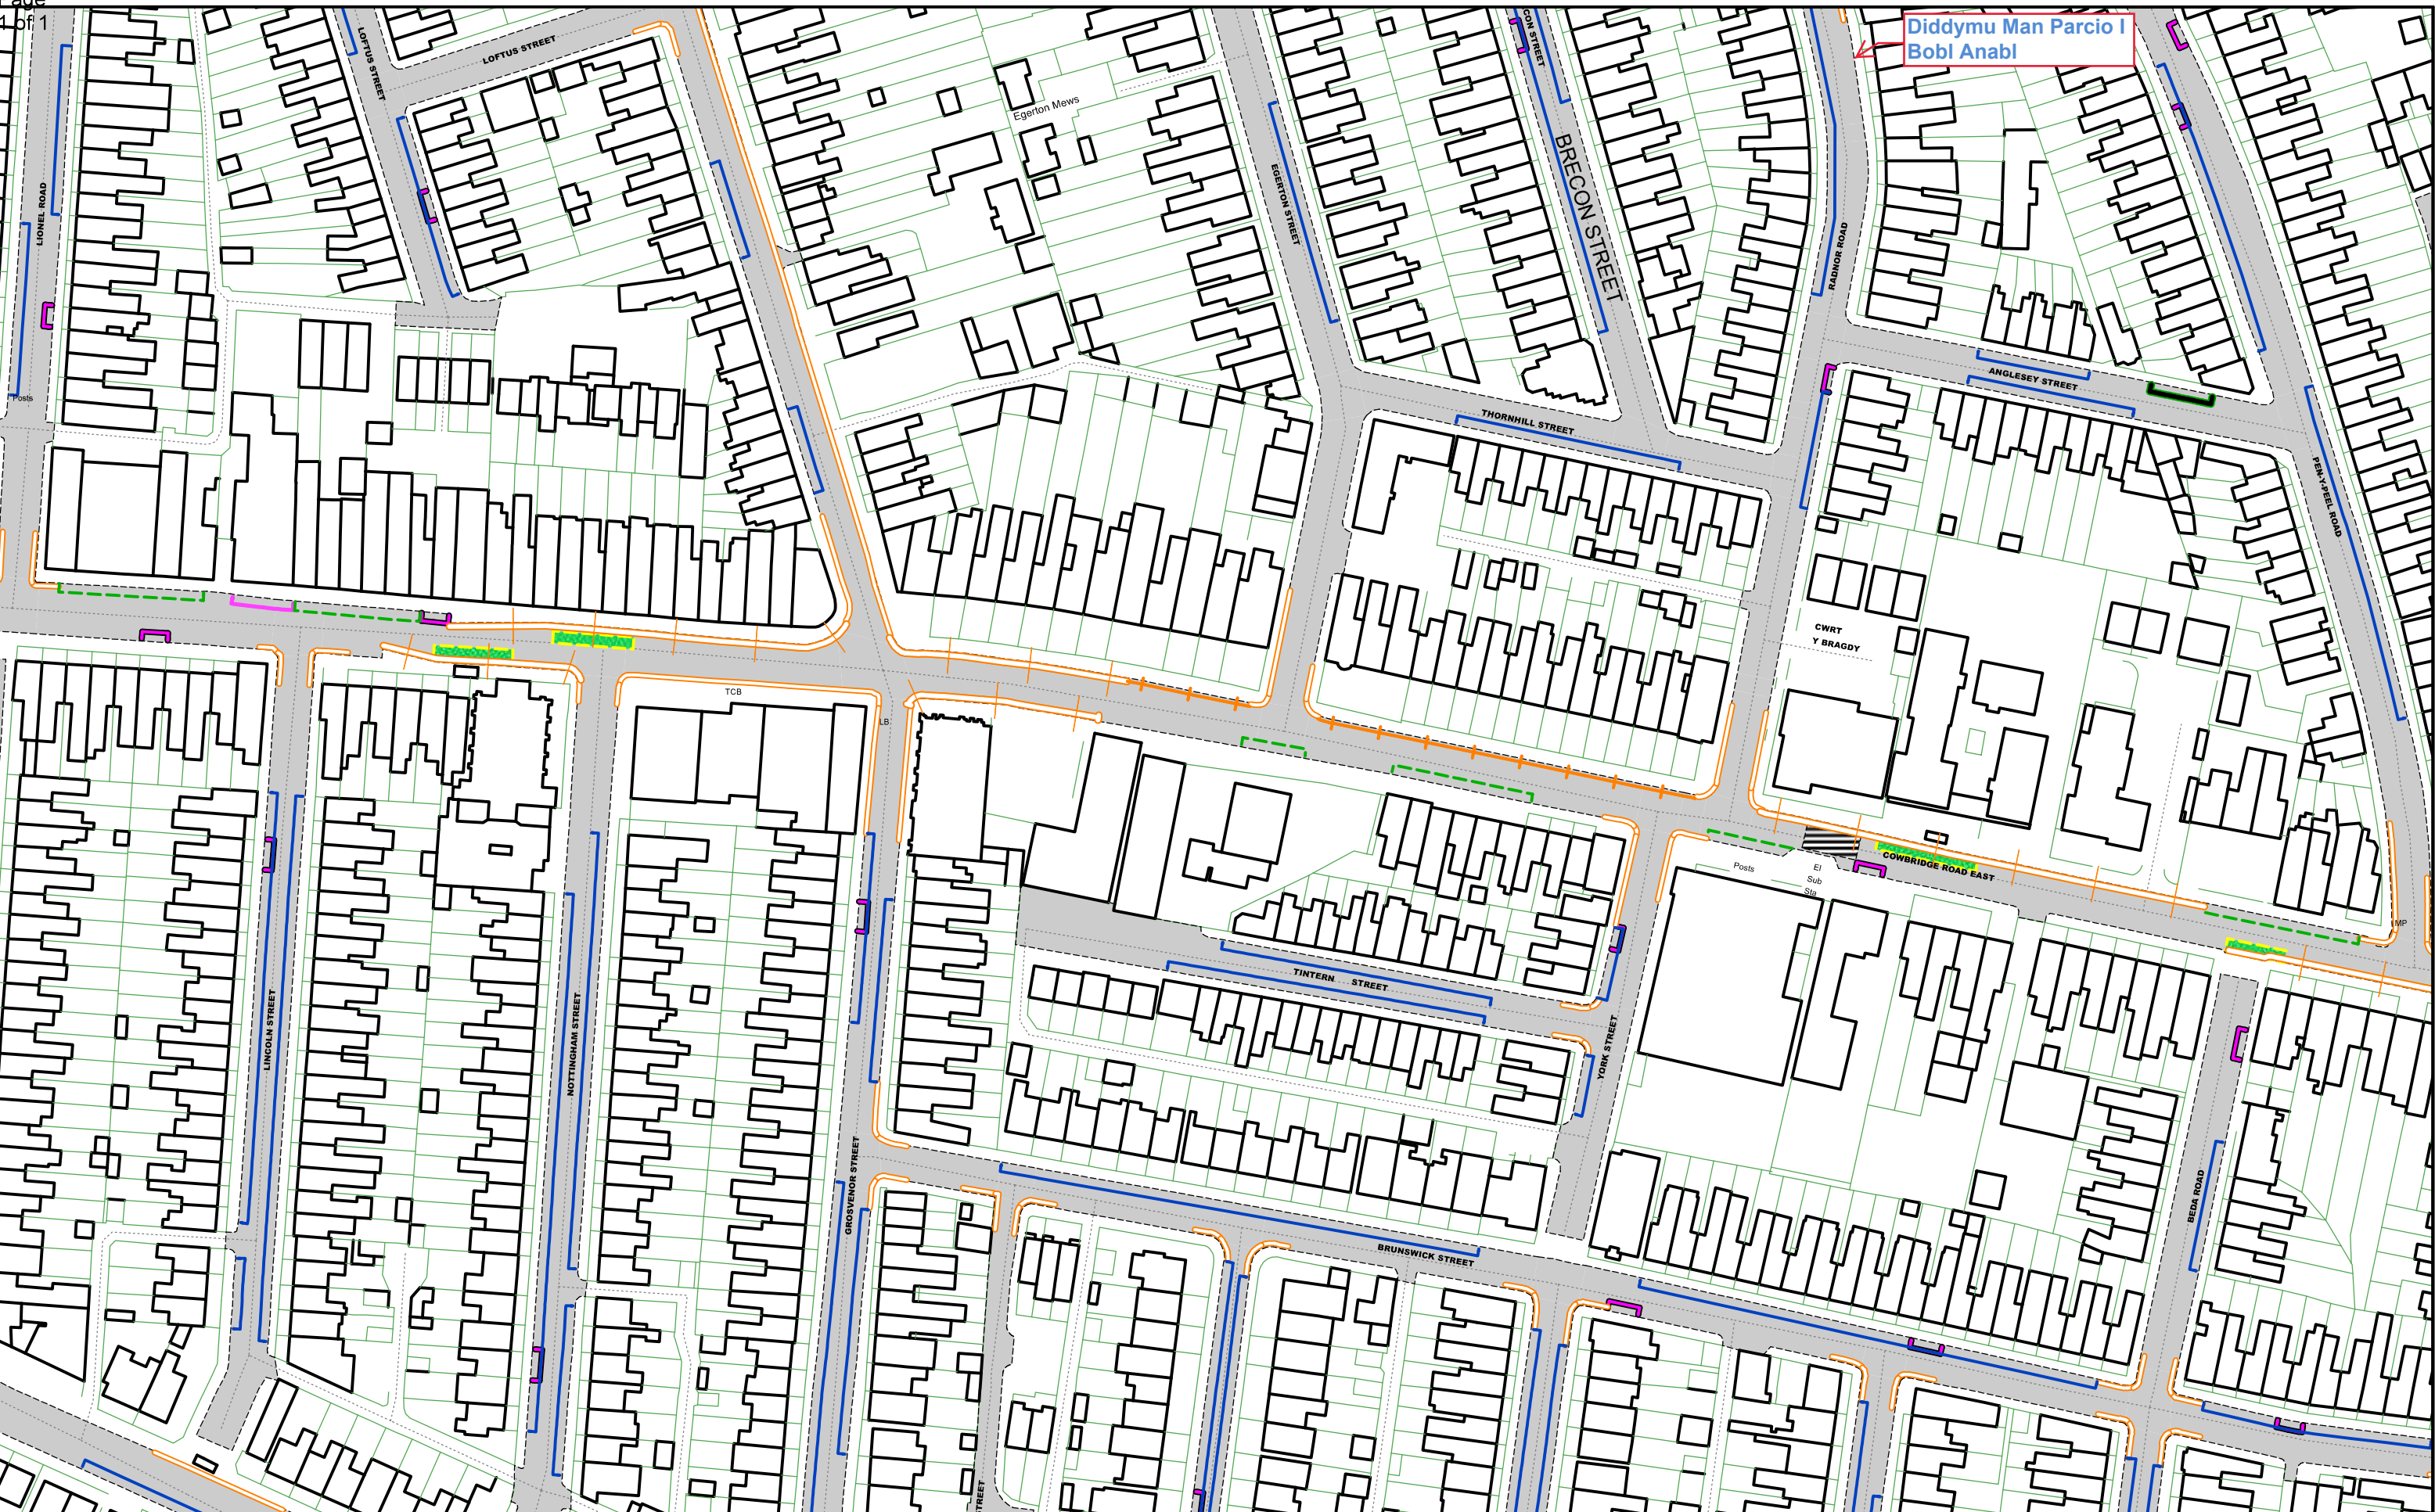 Page
1 of 1
LOFTUS STREET
LOFTUS STREET
CON STREET
Diddymu Man Parcio I
Bobl Anabl
Egerton Mews
LIONEL ROAD
EGERTON STREET
BRECON STREET
RADNOR ROAD
Posts
ANGLESEY STREET
THORNHILL STREET
PEN-Y-PEEL ROAD
CWRT
Y BRAGDY
TCB
LB
COWBRIDGE ROAD EAST
Posts
El
Sub
Sta
MP
TINTERN STREET
LINCOLN STREET
NOTTINGHAM STREET
YORK STREET
GROSVENOR STREET
BEDA ROAD
BRUNSWICK STREET
TREET